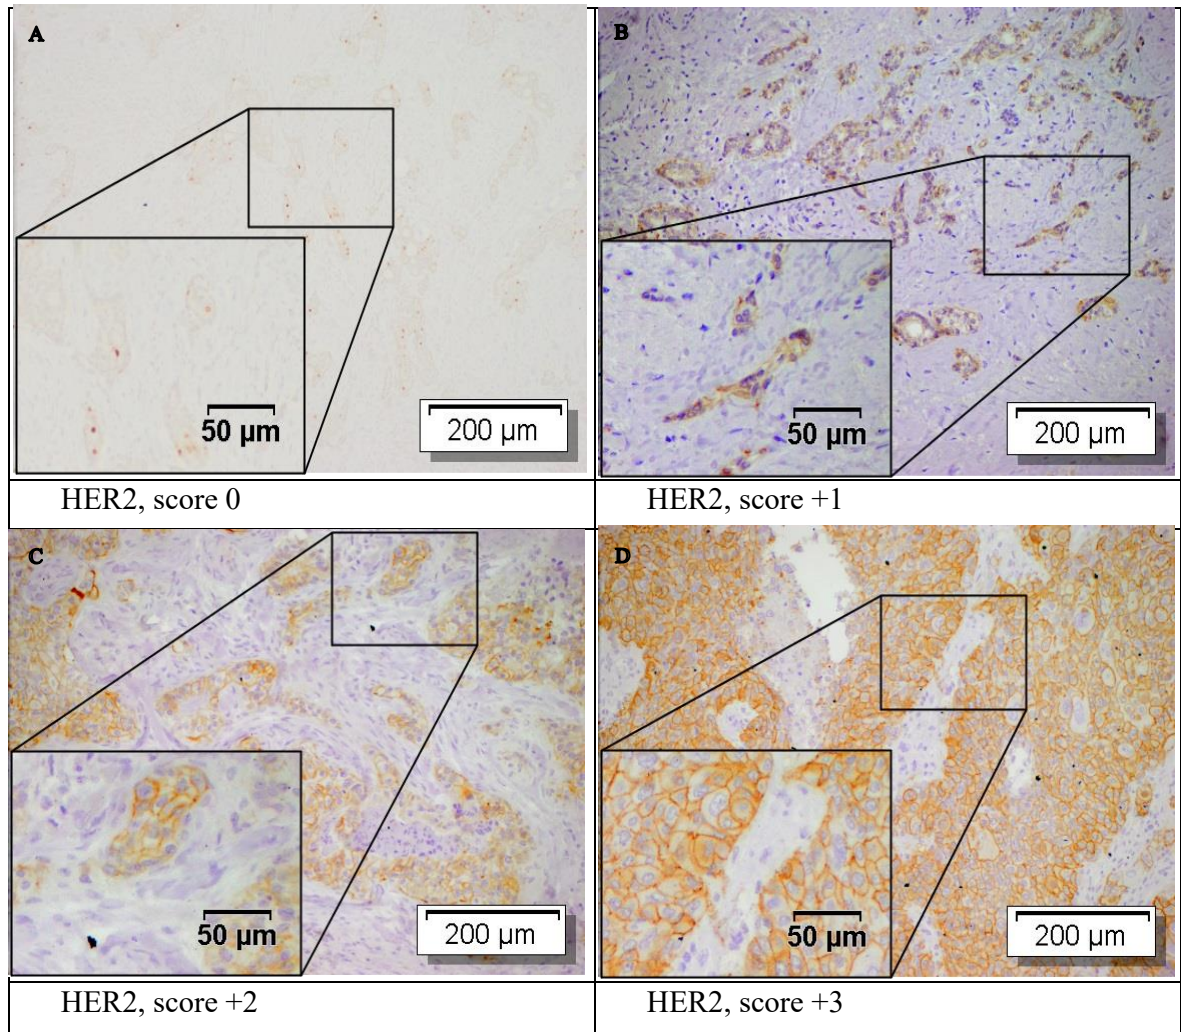 A
50 µm
200 µm
B
50 µm
200 µm
HER2, score 0
HER2, score +1
C
50 µm
200 µm
D
50 µm
200 µm
HER2, score +2
HER2, score +3